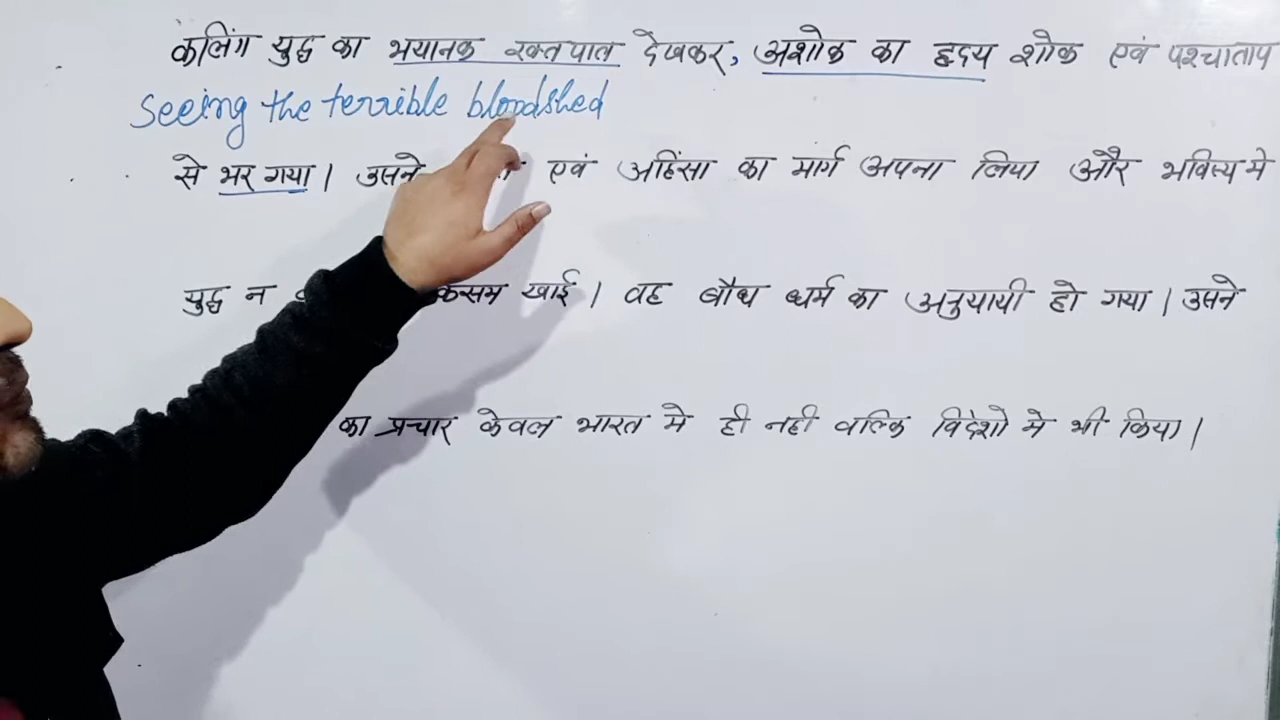 कलिंग युद्ध का भयानक रक्तपात देखकर, अशोक का हृदय शोक एवं पश्चाताप
Seeing the terrible bloodshed
से भर गया। उसने एवं अहिंसा का मार्ग अपना लिया और भविष्य मे
युद्ध न कसम खाई। वह बौध धर्म का अनुयायी हो गया। उसने
का प्रचार केवल भारत मे ही नही वल्कि विदेशो मे भी किया।